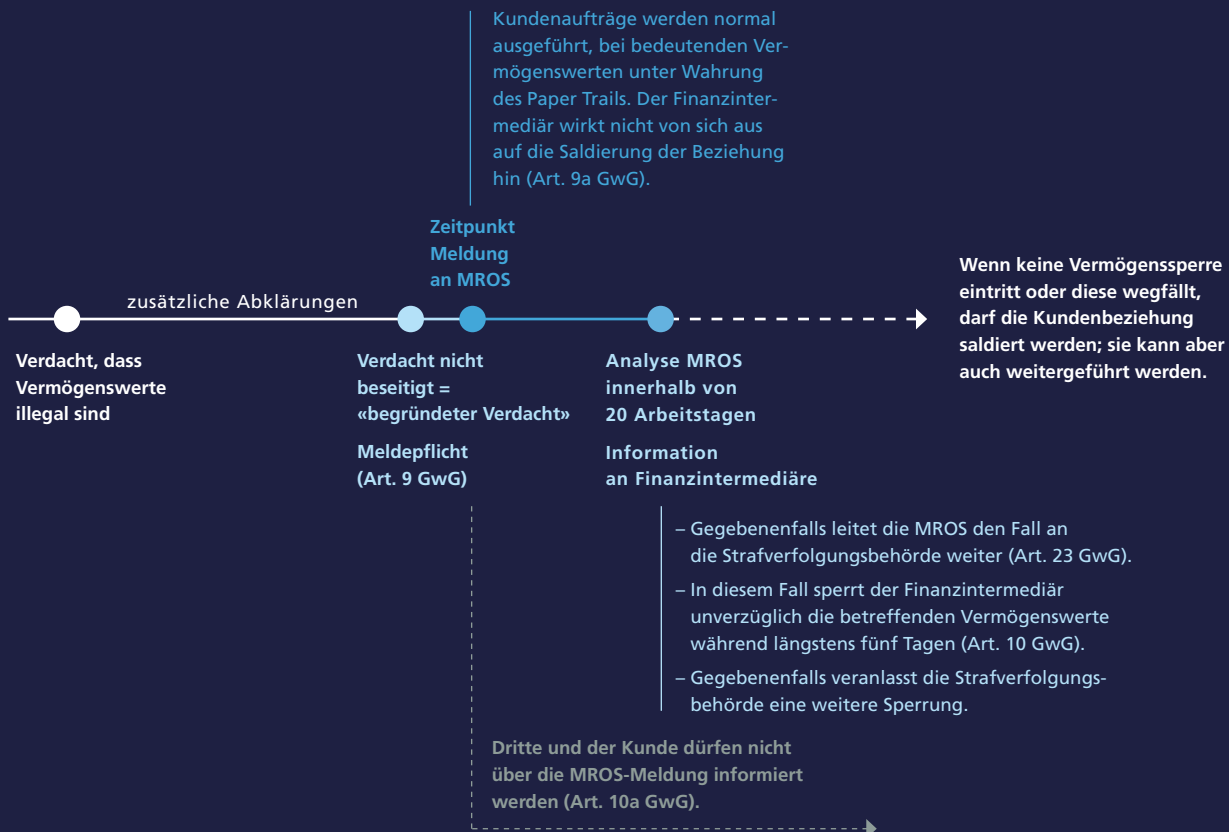 Kundenaufträge werden normal
ausgeführt, bei bedeutenden Ver-
mögenswerten unter Wahrung
des Paper Trails. Der Finanzinter-
mediär wirkt nicht von sich aus
auf die Saldierung der Beziehung
hin (Art. 9a GwG).
Zeitpunkt
Meldung
an MROS
zusätzliche Abklärungen
Verdacht, dass
Vermögenswerte
illegal sind
Verdacht nicht
beseitigt =
«begründeter Verdacht»
Meldepflicht
(Art. 9 GwG)
Analyse MROS
innerhalb von
20 Arbeitstagen
Information
an Finanzintermediäre
Wenn keine Vermögenssperre
eintritt oder diese wegfällt,
darf die Kundenbeziehung
saldiert werden; sie kann aber
auch weitergeführt werden.
– Gegebenenfalls leitet die MROS den Fall an
die Strafverfolgungsbehörde weiter (Art. 23 GwG).
– In diesem Fall sperrt der Finanzintermediär
unverzüglich die betreffenden Vermögenswerte
während längstens fünf Tagen (Art. 10 GwG).
– Gegebenenfalls veranlasst die Strafverfolgungs-
behörde eine weitere Sperrung.
Dritte und der Kunde dürfen nicht
über die MROS-Meldung informiert
werden (Art. 10a GwG).